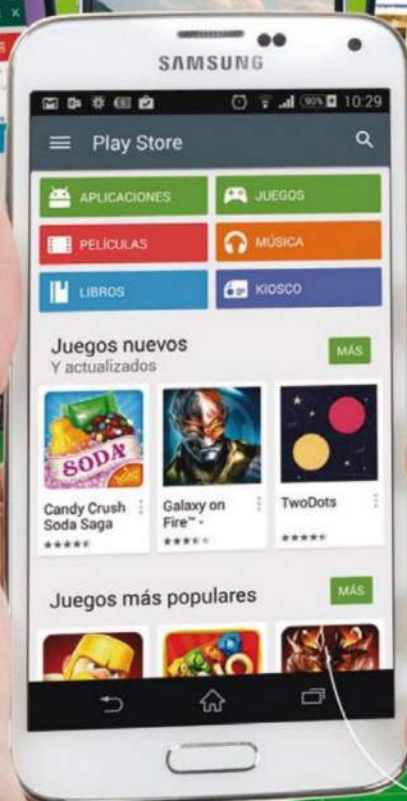 SAMSUNG
90% 10:29
Play Store
APLICACIONES
JUEGOS
PELÍCULAS
MÚSICA
LIBROS
KIOSCO
Juegos nuevos
Y actualizados
MÁS
SODA
Candy Crush
Soda Saga
Galaxy on
Fire™ -
TwoDots
Juegos más populares
MÁS